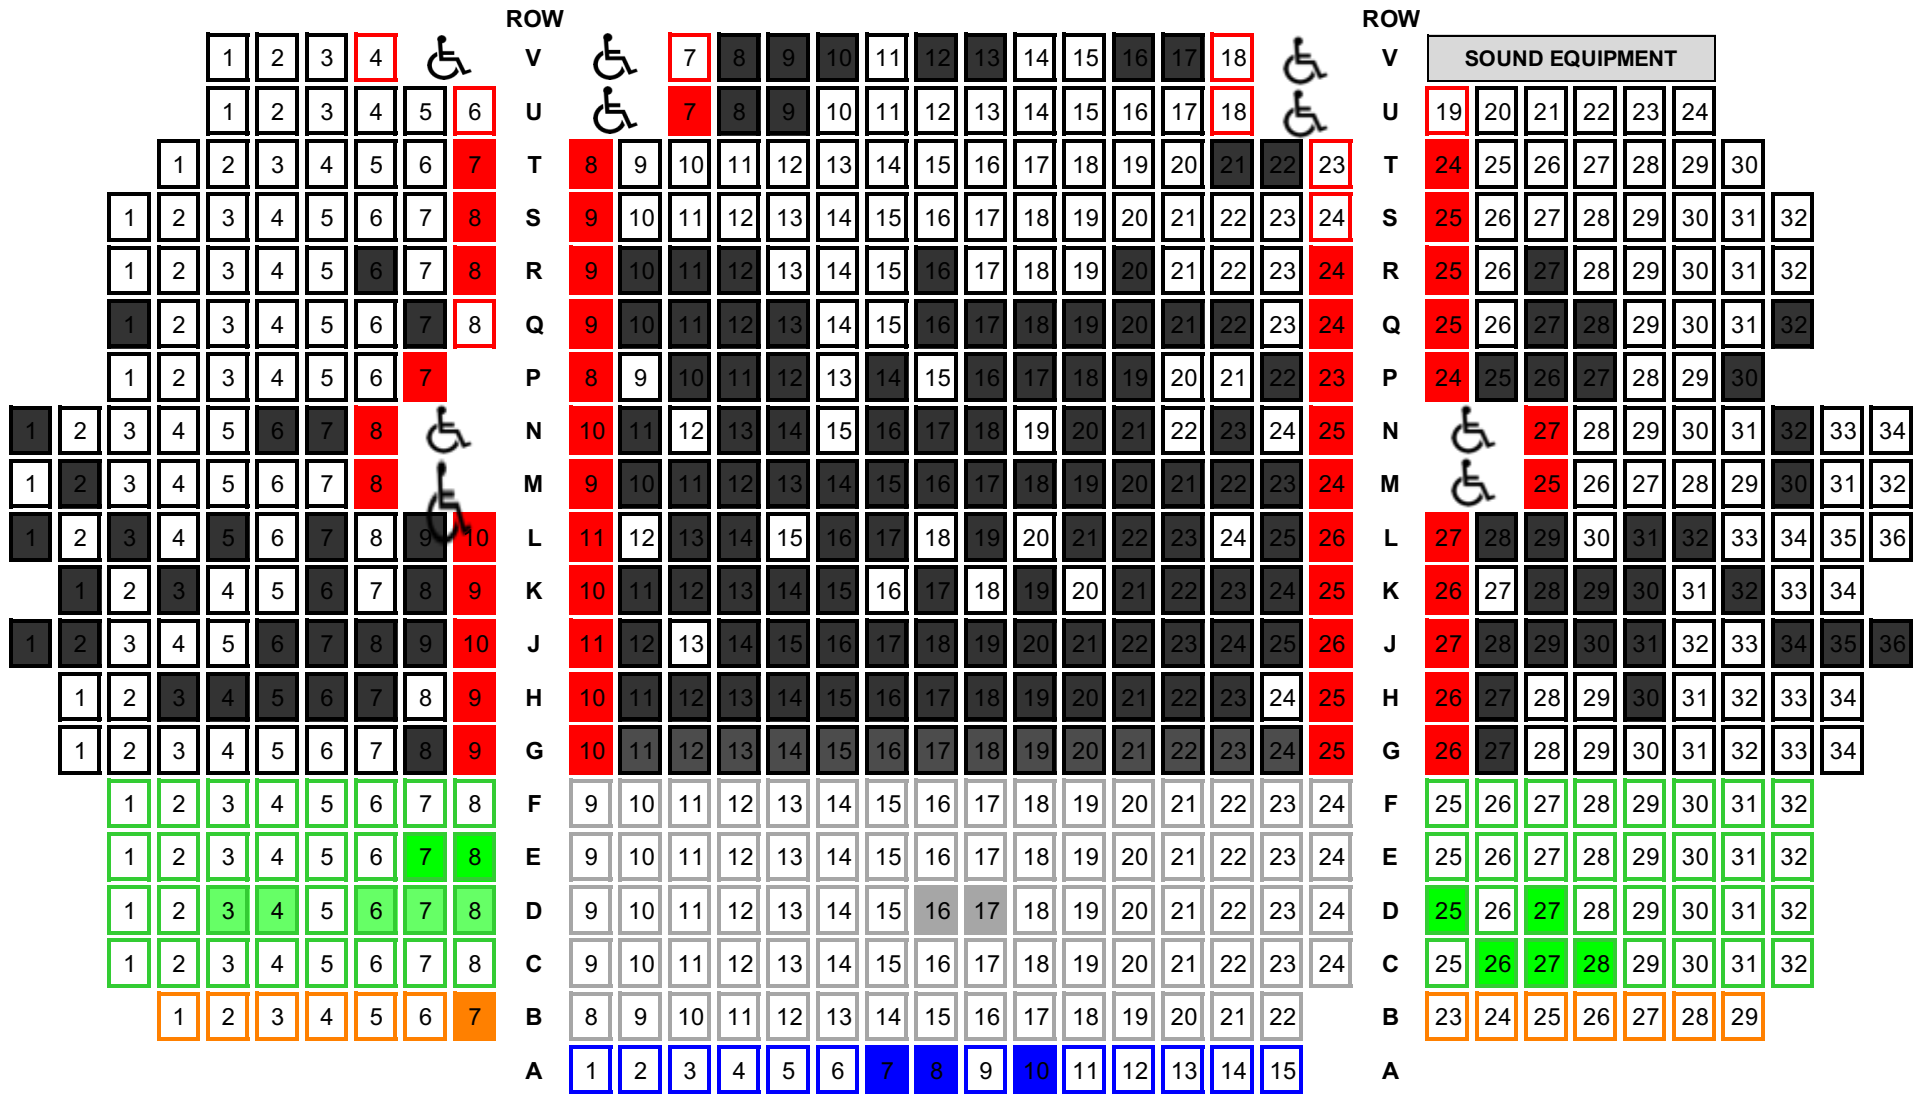 ROW ROW
1 2 3 4 V 7 8 9 10 11 12 13 14 15 16 17 18 V SOUND EQUIPMENT
1 2 3 4 5 6 U 7 8 9 10 11 12 13 14 15 16 17 18 U 19 20 21 22 23 24
1 2 3 4 5 6 7 T 8 9 10 11 12 13 14 15 16 17 18 19 20 21 22 23 T 24 25 26 27 28 29 30
1 2 3 4 5 6 7 8 S 9 10 11 12 13 14 15 16 17 18 19 20 21 22 23 24 S 25 26 27 28 29 30 31 32
1 2 3 4 5 6 7 8 R 9 10 11 12 13 14 15 16 17 18 19 20 21 22 23 24 R 25 26 27 28 29 30 31 32
1 2 3 4 5 6 7 8 Q 9 10 11 12 13 14 15 16 17 18 19 20 21 22 23 24 Q 25 26 27 28 29 30 31 32
1 2 3 4 5 6 7 P 8 9 10 11 12 13 14 15 16 17 18 19 20 21 22 23 P 24 25 26 27 28 29 30
1 2 3 4 5 6 7 8 N 10 11 12 13 14 15 16 17 18 19 20 21 22 23 24 25 N 27 28 29 30 31 32 33 34
1 2 3 4 5 6 7 8 M 9 10 11 12 13 14 15 16 17 18 19 20 21 22 23 24 M 25 26 27 28 29 30 31 32
1 2 3 4 5 6 7 8 9 10 L 11 12 13 14 15 16 17 18 19 20 21 22 23 24 25 26 L 27 28 29 30 31 32 33 34 35 36
1 2 3 4 5 6 7 8 9 K 10 11 12 13 14 15 16 17 18 19 20 21 22 23 24 25 K 26 27 28 29 30 31 32 33 34
1 2 3 4 5 6 7 8 9 10 J 11 12 13 14 15 16 17 18 19 20 21 22 23 24 25 26 J 27 28 29 30 31 32 33 34 35 36
1 2 3 4 5 6 7 8 9 H 10 11 12 13 14 15 16 17 18 19 20 21 22 23 24 25 H 26 27 28 29 30 31 32 33 34
1 2 3 4 5 6 7 8 9 G 10 11 12 13 14 15 16 17 18 19 20 21 22 23 24 25 G 26 27 28 29 30 31 32 33 34
1 2 3 4 5 6 7 8 F 9 10 11 12 13 14 15 16 17 18 19 20 21 22 23 24 F 25 26 27 28 29 30 31 32
1 2 3 4 5 6 7 8 E 9 10 11 12 13 14 15 16 17 18 19 20 21 22 23 24 E 25 26 27 28 29 30 31 32
1 2 3 4 5 6 7 8 D 9 10 11 12 13 14 15 16 17 18 19 20 21 22 23 24 D 25 26 27 28 29 30 31 32
1 2 3 4 5 6 7 8 C 9 10 11 12 13 14 15 16 17 18 19 20 21 22 23 24 C 25 26 27 28 29 30 31 32
1 2 3 4 5 6 7 B 8 9 10 11 12 13 14 15 16 17 18 19 20 21 22 B 23 24 25 26 27 28 29
A 1 2 3 4 5 6 7 8 9 10 11 12 13 14 15 A